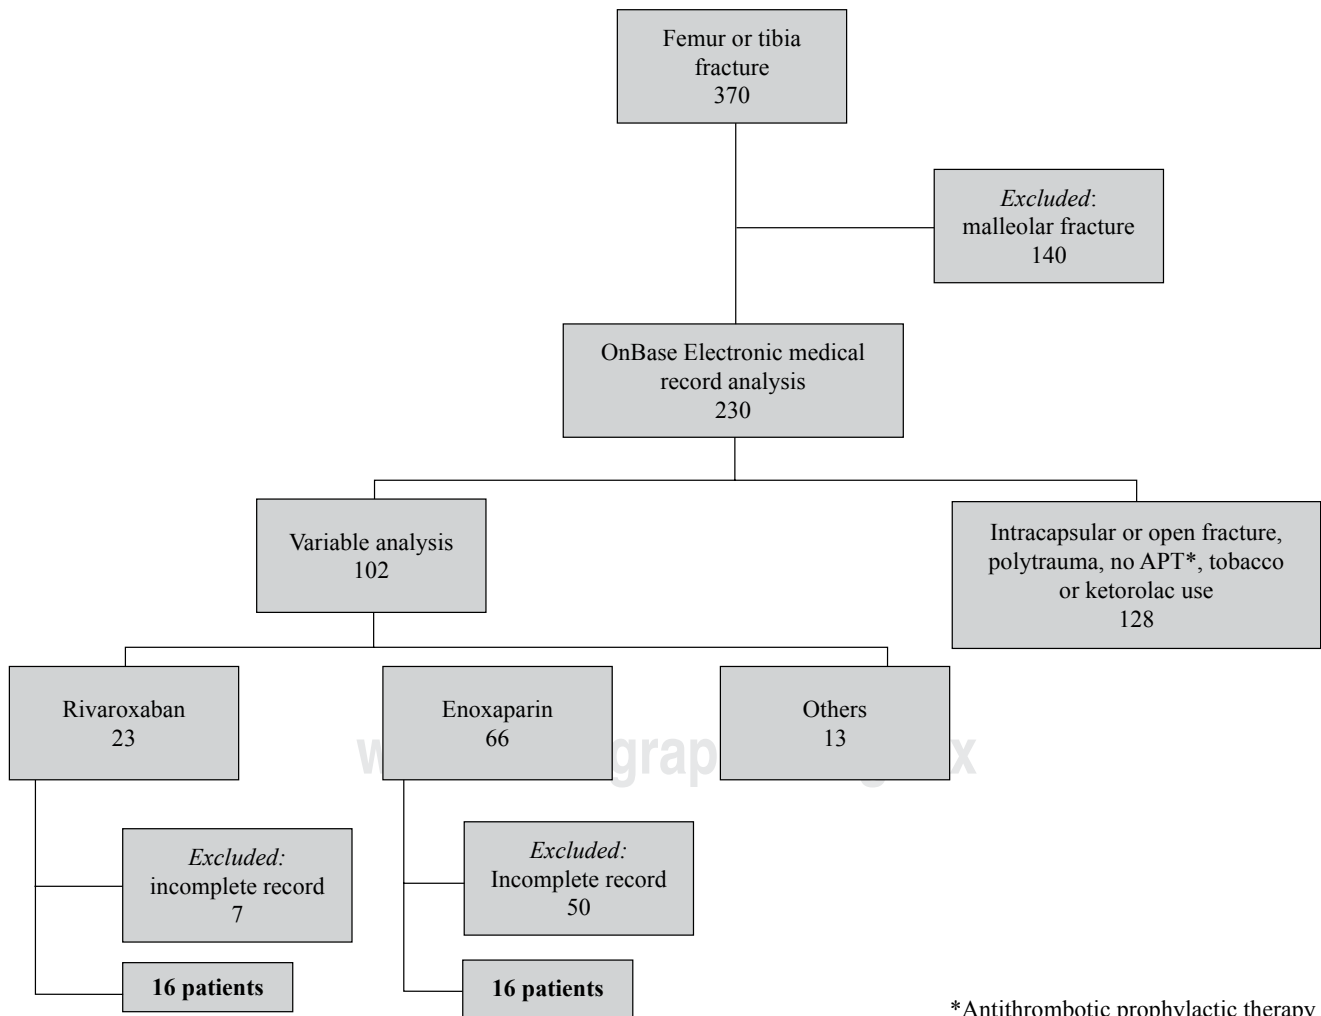 Femur or tibia
fracture
370
Excluded:
malleolar fracture
140
OnBase Electronic medical
record analysis
230
Variable analysis
102
Intracapsular or open fracture,
polytrauma, no APT*, tobacco
or ketorolac use
128
Rivaroxaban
23
Enoxaparin
66
Others
13
Excluded:
incomplete record
7
Excluded:
Incomplete record
50
16 patients
16 patients
*Antithrombotic prophylactic therapy